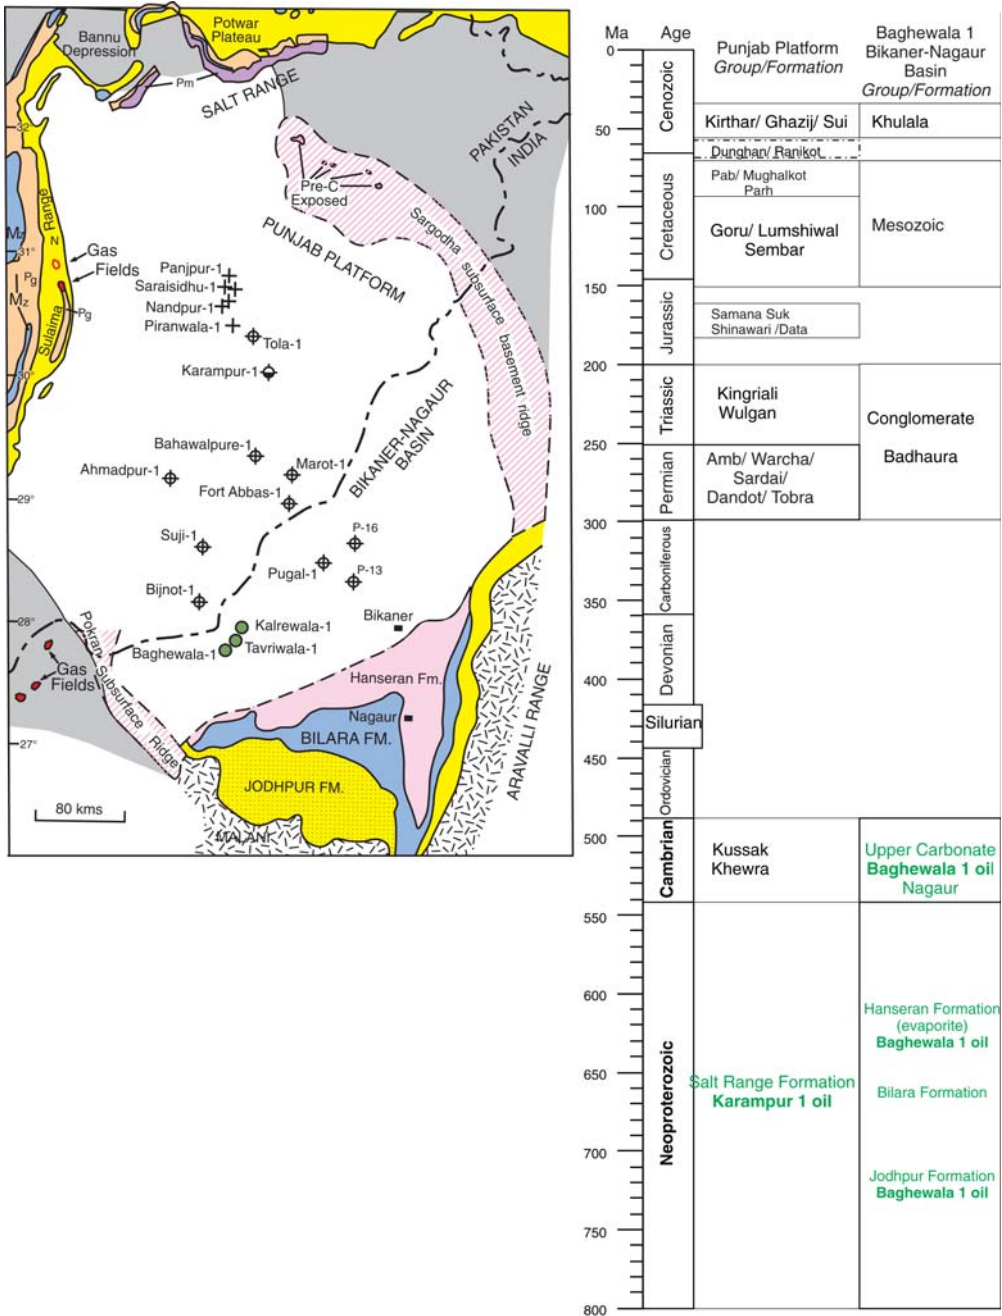 Bannu
Depression
Potwar
Plateau
Pm
SALT RANGE
PAKISTAN
INDIA
32
Pre-C
Exposed
Sargodha subsurface basement ridge
PUNJAB PLATFORM
Range
N
Sulaima
Mz
31°
Gas
Fields
Pg
Mz
Pg
Panjpur-1
Saraisidhu-1
Nandpur-1
Piranwala-1
Tola-1
30°
Karampur-1
BIKANER-NAGAUR
BASIN
Bahawalpure-1
Marot-1
Ahmadpur-1
Fort Abbas-1
29°
P-16
Suji-1
Pugal-1
P-13
Bijnot-1
28°
Bikaner
Kalrewala-1
Tavriwala-1
Baghewala-1
Pokran Subsurface Ridge
Gas
Fields
Hanseran Fm.
Nagaur
BILARA FM.
27°
JODHPUR FM.
ARAVALLI RANGE
80 kms
MALANI
Ma
Age
Punjab Platform
Group/Formation
Baghewala 1
Bikaner-Nagaur
Basin
Group/Formation
0
50
100
150
200
250
300
350
400
450
500
550
600
650
700
750
800
Cenozoic
Cretaceous
Jurassic
Triassic
Permian
Carboniferous
Devonian
Silurian
Ordovician
Cambrian
Neoproterozoic
Kirthar/ Ghazij/ Sui
Dunghan/ Ranikot
Pab/ Mughalkot
Parh
Goru/ Lumshiwal
Sembar
Samana Suk
Shinawari /Data
Kingriali
Wulgan
Amb/ Warcha/
Sardai/
Dandot/ Tobra
Kussak
Khewra
Salt Range Formation
Karampur 1 oil
Khulala
Mesozoic
Conglomerate
Badhaura
Upper Carbonate
Baghewala 1 oil
Nagaur
Hanseran Formation
(evaporite)
Baghewala 1 oil
Bilara Formation
Jodhpur Formation
Baghewala 1 oil